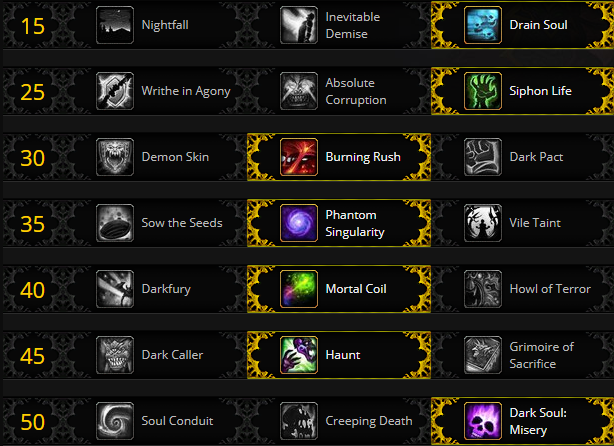 15 Nightfall Inevitable Demise Drain Soul
25 Writhe in Agony Absolute Corruption Siphon Life
30 Demon Skin Burning Rush Dark Pact
35 Sow the Seeds Phantom Singularity Vile Taint
40 Darkfury Mortal Coil Howl of Terror
45 Dark Caller Haunt Grimoire of Sacrifice
50 Soul Conduit Creeping Death Dark Soul: Misery